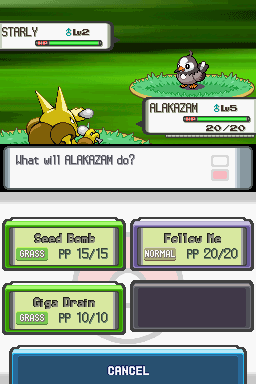 STARLY ♂Lv2
HP
ALAKAZAM ♂Lv5
HP
20/20
What will ALAKAZAM do?
Seed Bomb
GRASS PP 15/15
Follow Me
NORMAL PP 20/20
Giga Drain
GRASS PP 10/10
CANCEL